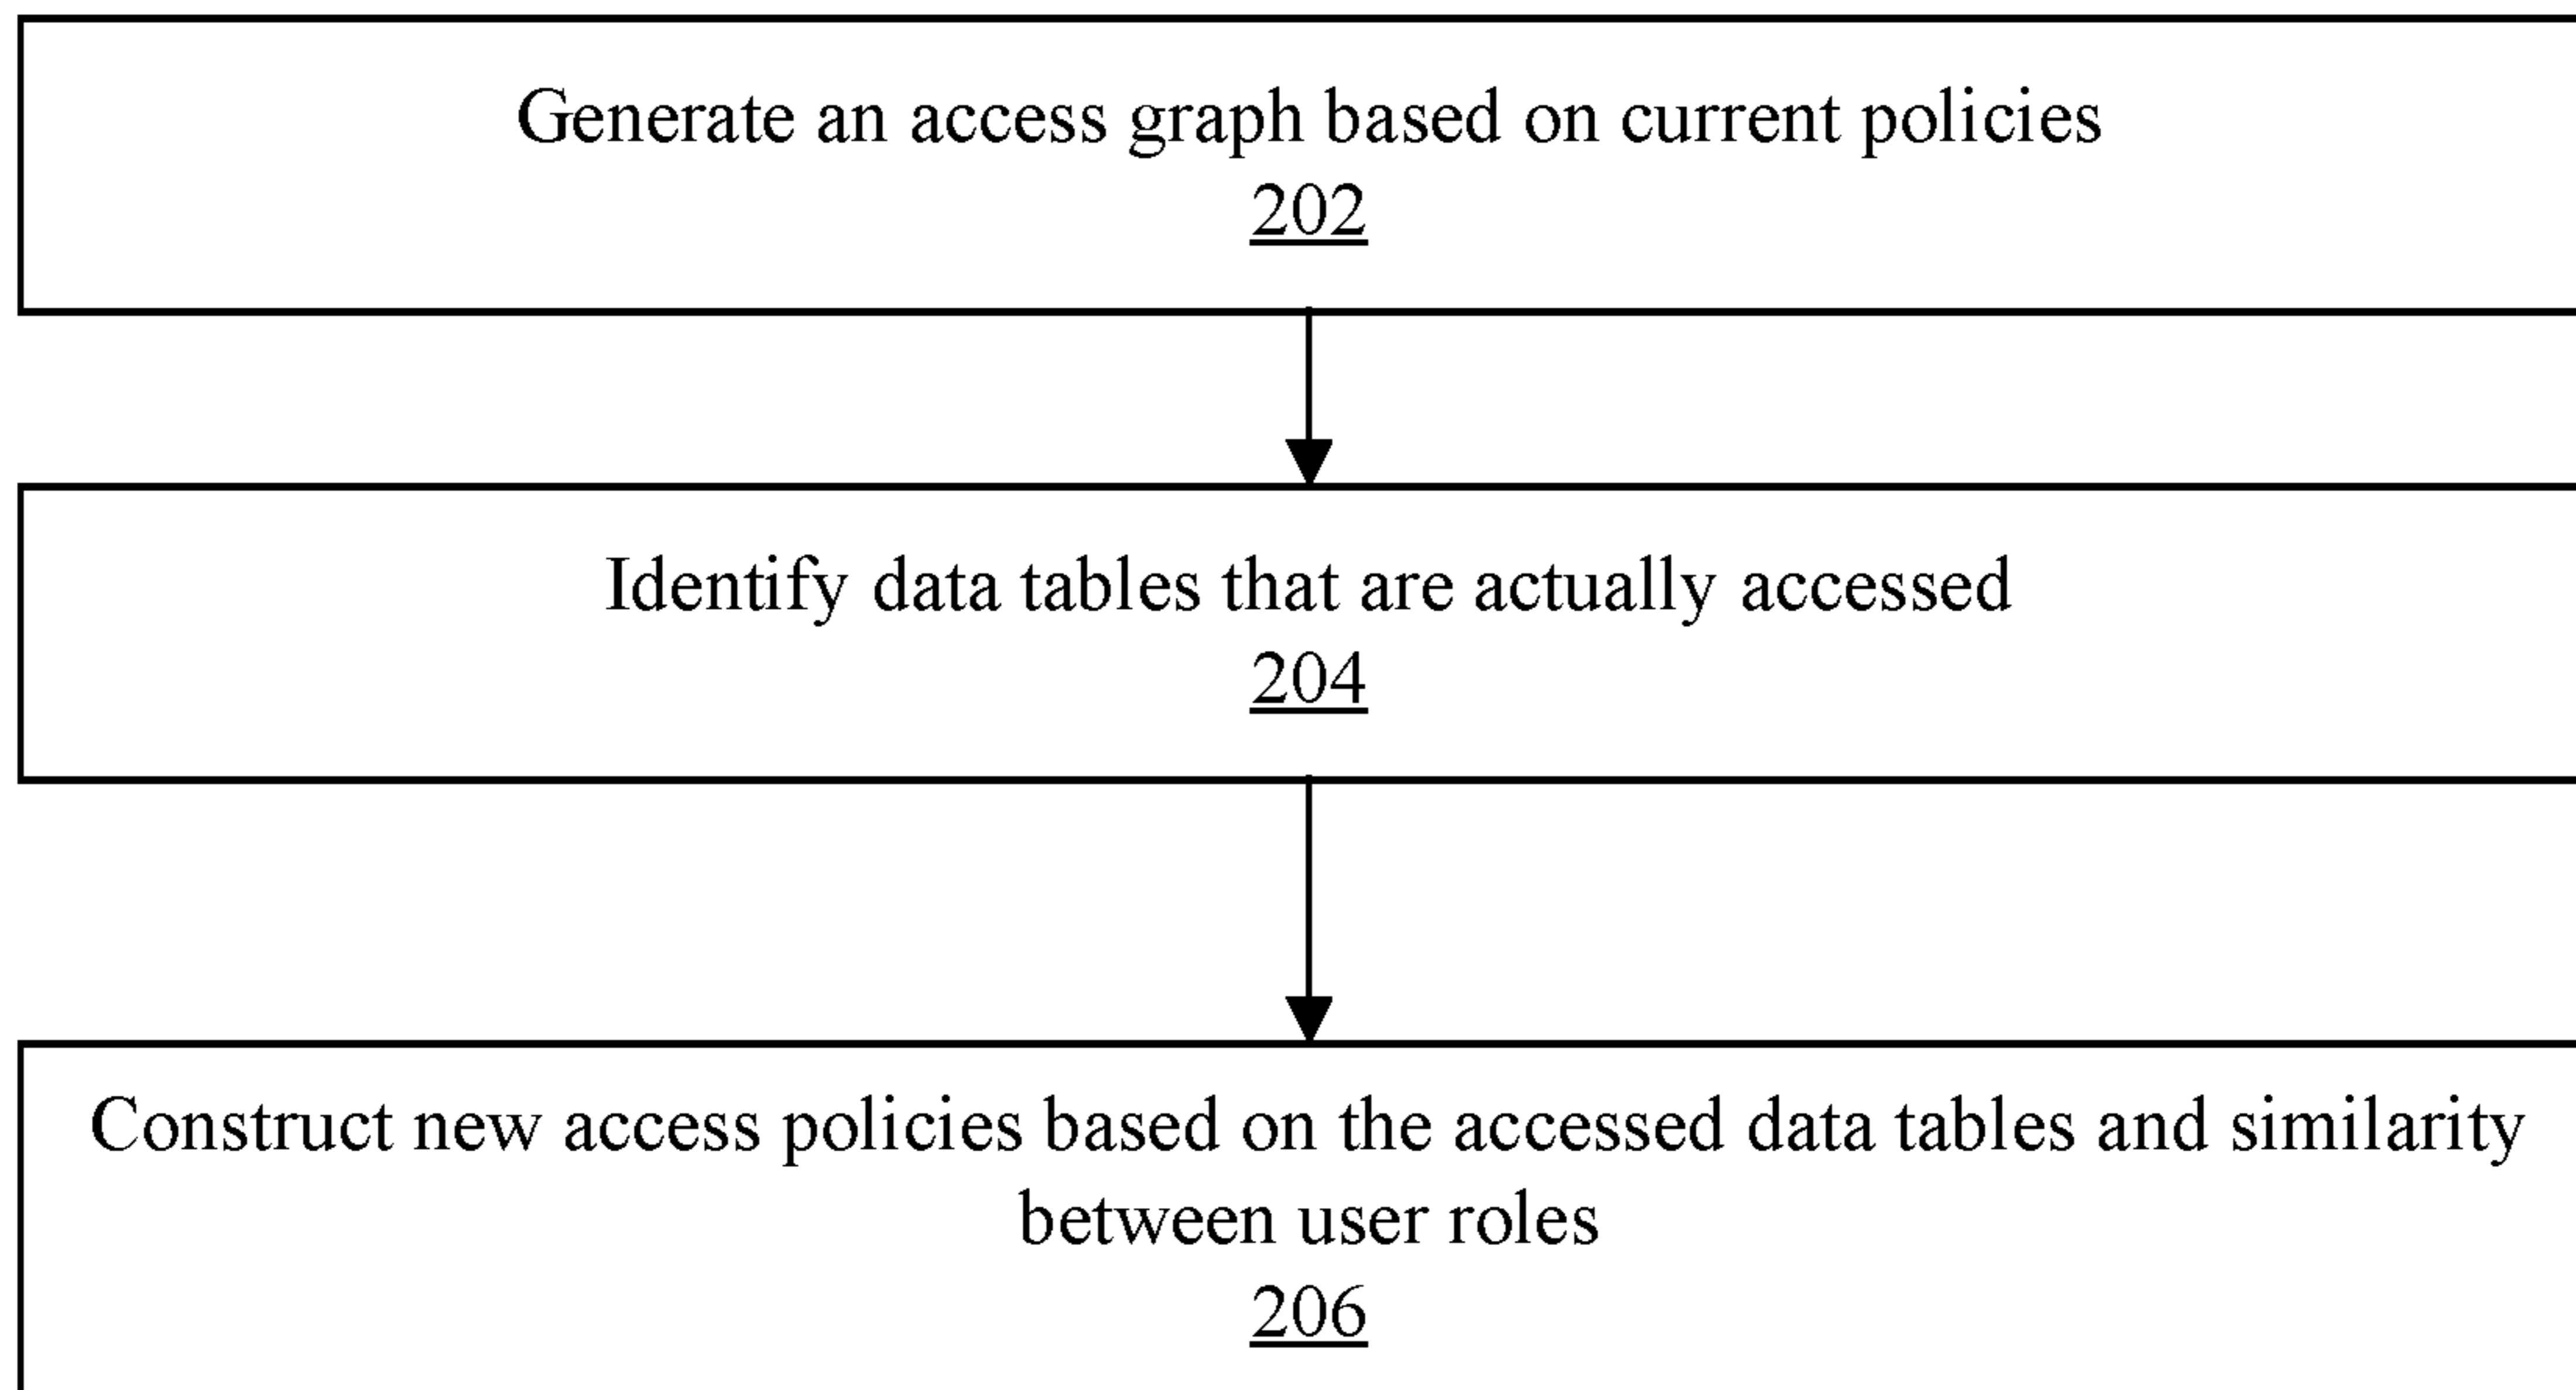 Generate an access graph based on current policies
202
Identify data tables that are actually accessed
204
Construct new access policies based on the accessed data tables and similarity
between user roles
206